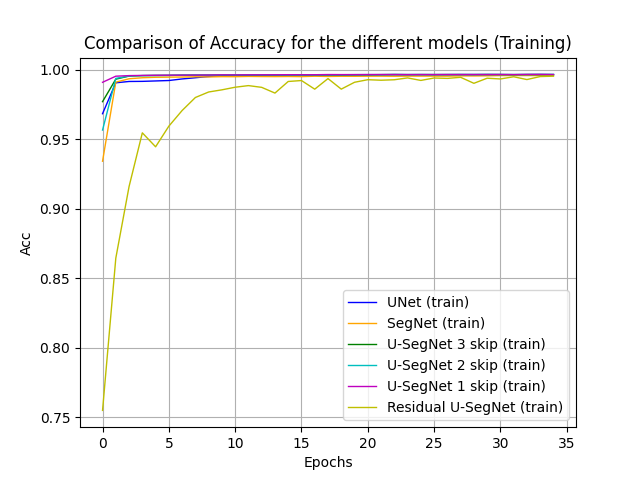 Comparison of Accuracy for the different models (Training)
1.00
0.95
0.90
0.85
0.80
0.75
Acc
UNet (train)
SegNet (train)
U-SegNet 3 skip (train)
U-SegNet 2 skip (train)
U-SegNet 1 skip (train)
Residual U-SegNet (train)
0 5 10 15 20 25 30 35
Epochs